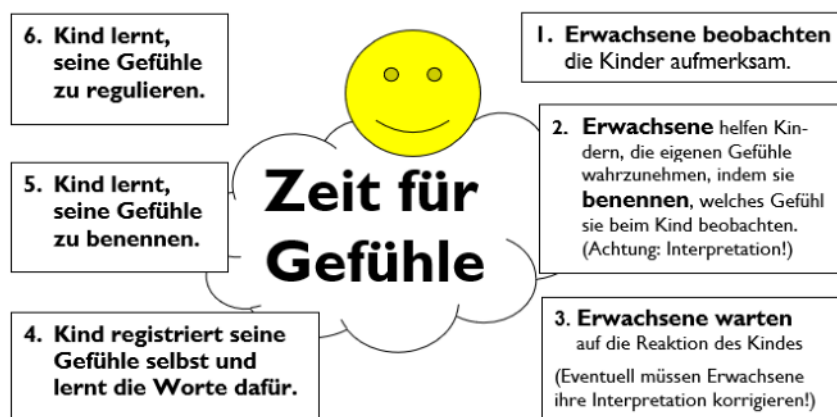 Zeit für
Gefühle
1. Erwachsene beobachten
die Kinder aufmerksam.
2. Erwachsene helfen Kin-
dern, die eigenen Gefühle
wahrzunehmen, indem sie
benennen, welches Gefühl
sie beim Kind beobachten.
(Achtung: Interpretation!)
3. Erwachsene warten
auf die Reaktion des Kindes
(Eventuell müssen Erwachsene
ihre Interpretation korrigieren!)
4. Kind registriert seine
Gefühle selbst und
lernt die Worte dafür.
5. Kind lernt,
seine Gefühle
zu benennen.
6. Kind lernt,
seine Gefühle
zu regulieren.